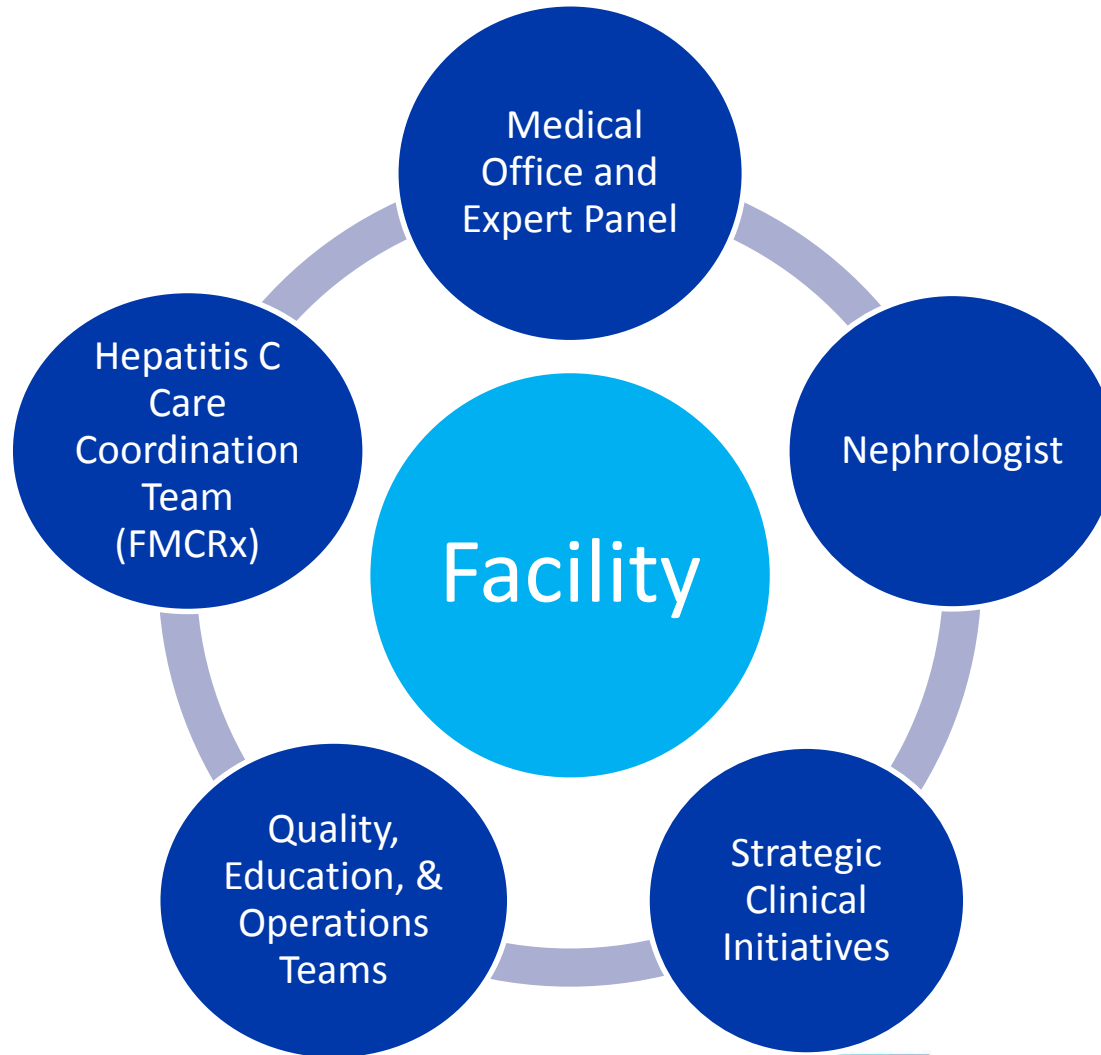 Medical
Office and
Expert Panel
Nephrologist
Strategic
Clinical
Initiatives
Quality,
Education, &
Operations
Teams
Hepatitis C
Care
Coordination
Team
(FMCRx)
Facility